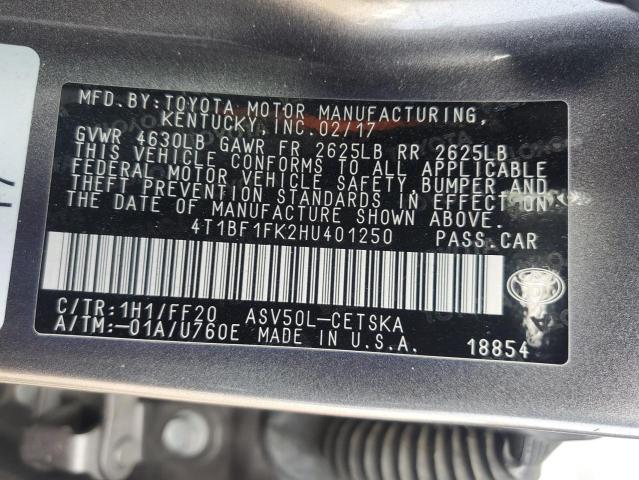 MFD.BY:TOYOTA MOTOR MANUFACTURING,
KENTUCKY, INC. 02/17
GVWR 4630LB GAWR FR 2625LB RR 2625LB
THIS VEHICLE CONFORMS TO ALL APPLICABLE
FEDERAL MOTOR VEHICLE SAFETY,BUMPER AND
THEFT PREVENTION STANDARDS IN EFFECT ON
THE DATE OF MANUFACTURE SHOWN ABOVE.
4T1BF1FK2HU401250 PASS.CAR
C/TR:1H1/FF20 ASV50L-CETSKA
A/TM:-01A/U760E MADE IN U.S.A. 18854